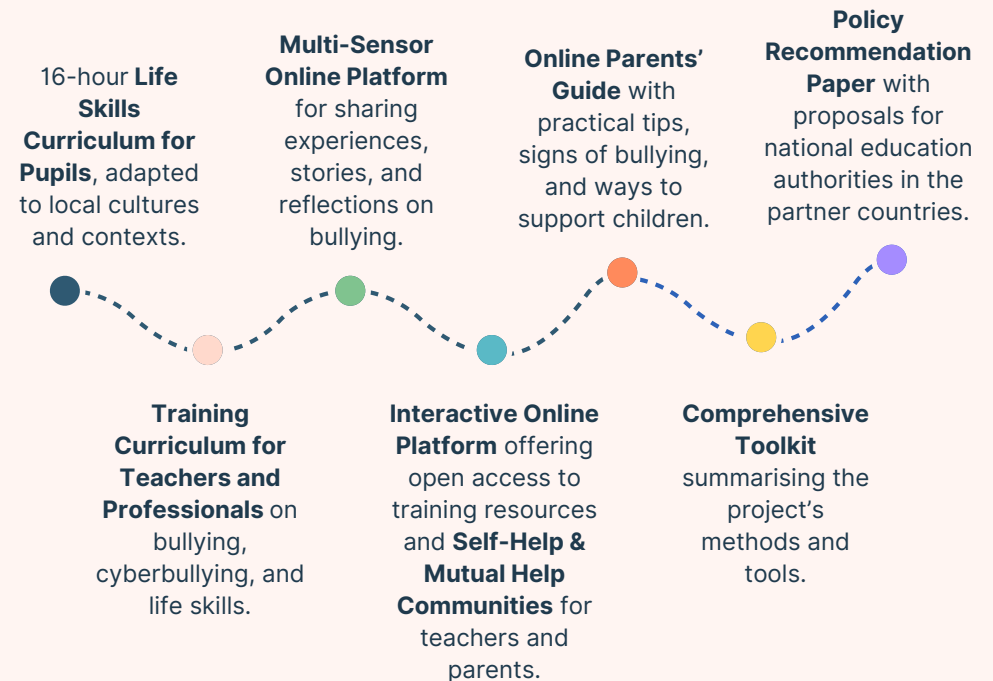 16-hour Life
Skills
Curriculum for
Pupils, adapted
to local cultures
and contexts.
Training
Curriculum for
Teachers and
Professionals on
bullying,
cyberbullying, and
life skills.
Multi-Sensor
Online Platform
for sharing
experiences,
stories, and
reflections on
bullying.
Interactive Online
Platform offering
open access to
training resources
and Self-Help &
Mutual Help
Communities for
teachers and
parents.
Online Parents’
Guide with
practical tips,
signs of bullying,
and ways to
support children.
Comprehensive
Toolkit
summarising the
project’s
methods and
tools.
Policy
Recommendation
Paper with
proposals for
national education
authorities in the
partner countries.